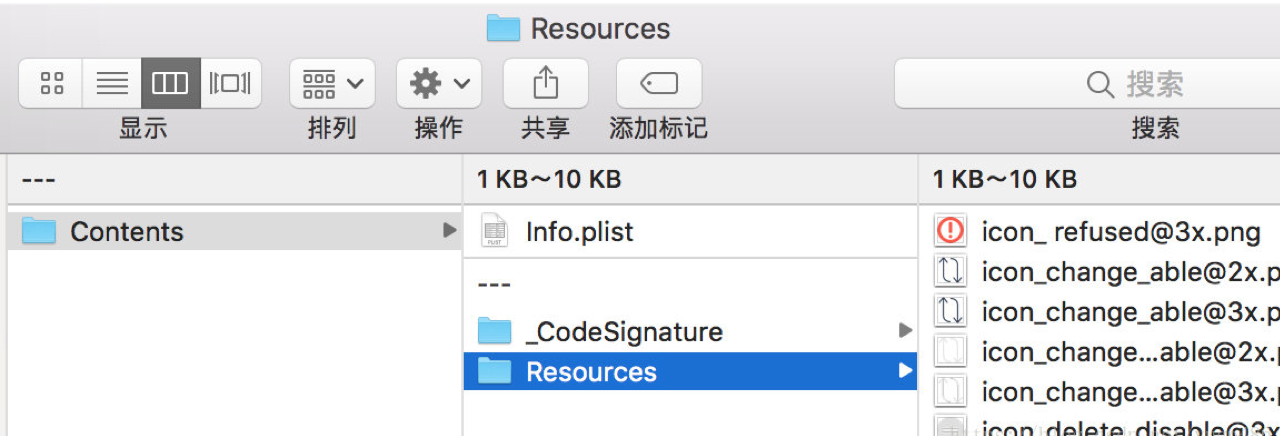 Resources
显示
排列
操作
共享
添加标记
搜索
搜索
---
Contents
1 KB～10 KB
Info.plist
---
_CodeSignature
Resources
1 KB～10 KB
icon_ refused@3x.png
icon_change_able@2x.p
icon_change_able@3x.p
icon_change...able@2x.p
icon_change...able@3x.p
icon_delete_disable@3x